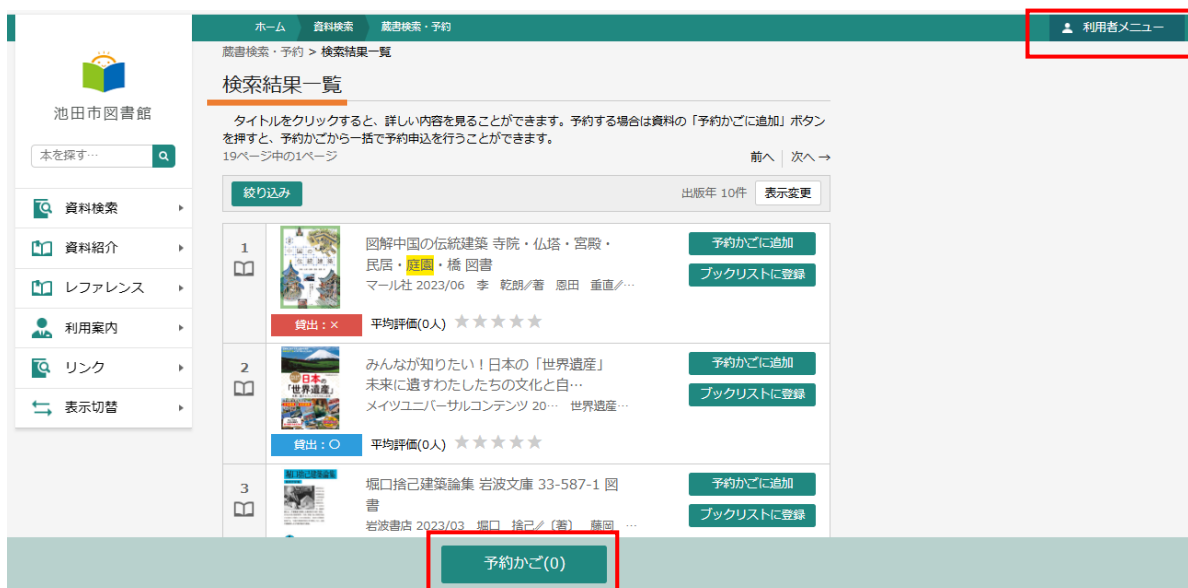 ホーム 資料検索 蔵書検索・予約
利用者メニュー
蔵書検索・予約 > 検索結果一覧
池田市図書館
本を探す…
資料検索
資料紹介
レファレンス
利用案内
リンク
表示切替
検索結果一覧
タイトルをクリックすると、詳しい内容を見ることができます。予約する場合は資料の「予約かごに追加」ボタン
を押すと、予約かごから一括で予約申込を行うことができます。
19ページ中の1ページ
前へ 次へ→
絞り込み
出版年 10件 表示変更
1
図解中国の伝統建築 寺院・仏塔・宮殿・
民居・庭園・橋 図書
マール社 2023/06 李 乾朗∥著 恩田 重直∥…
貸出：×
平均評価(0人) ★★★★★
予約かごに追加
ブックリストに登録
2
日本の
「世界遺産」
みんなが知りたい！日本の「世界遺産」
未来に遺すわたしたちの文化と自…
メイツユニバーサルコンテンツ 20… 世界遺産…
貸出：〇
平均評価(0人) ★★★★★
予約かごに追加
ブックリストに登録
3
堀口捨己建築論集
堀口捨己建築論集 岩波文庫 33-587-1 図
書
岩波書店 2023/03 堀口 捨己∥〔著〕 藤岡 …
予約かごに追加
ブックリストに登録
予約かご(0)